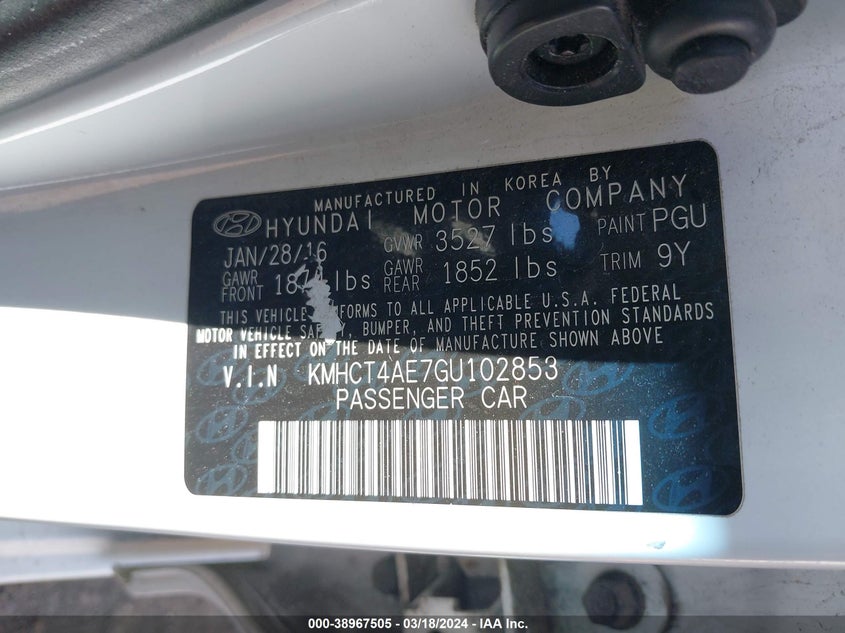 MANUFACTURED IN KOREA BY
HYUNDAI MOTOR COMPANY
JAN/28/16 GVWR 3527 lbs PAINT PGU
GAWR FRONT lbs GAWR REAR 1852 lbs TRIM 9Y
THIS VEHICLE TO ALL APPLICABLE U.S.A. FEDERAL
MOTOR VEHICLE BUMPER, AND THEFT PREVENTION STANDARDS
IN EFFECT ON THE DATE OF MANUFACTURE SHOWN ABOVE
V.I.N KMHCT4AE7GU102853
PASSENGER CAR
000-38967505 - 03/18/2024 - IAA Inc.